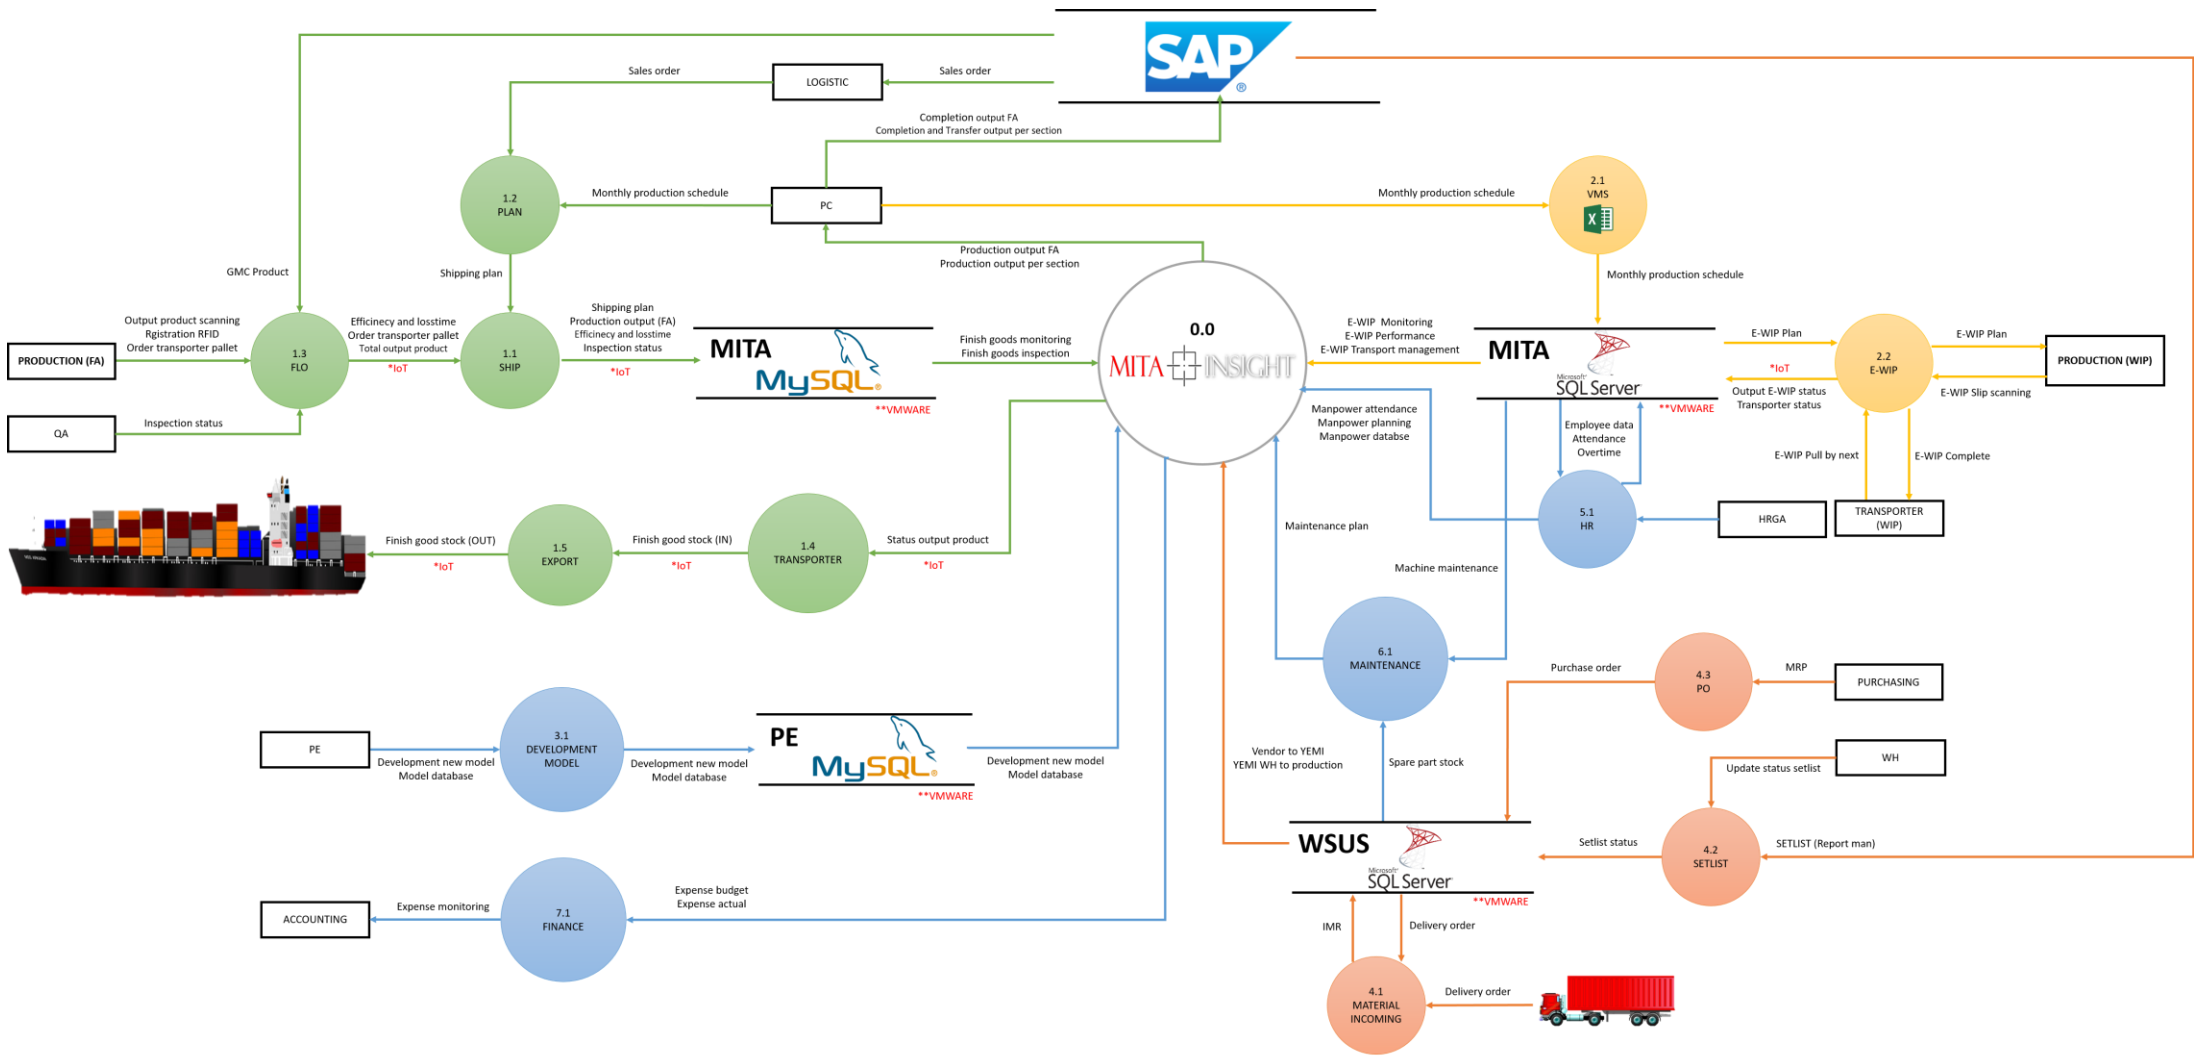 SAP
®
Sales order
LOGISTIC
Sales order
Completion output FA
Completion and Transfer output per section
1.2
PLAN
Monthly production schedule
PC
Monthly production schedule
2.1
VMS
X
Production output FA
Production output per section
GMC Product
Shipping plan
Monthly production schedule
PRODUCTION (FA)
Output product scanning
Rgistration RFID
Order transporter pallet
1.3
FLO
Efficinecy and losstime
Order transporter pallet
Total output product
*IoT
1.1
SHIP
Shipping plan
Production output (FA)
Efficinecy and losstime
Inspection status
*IoT
MITA
MySQL®
**VMWARE
Finish goods monitoring
Finish goods inspection
0.0
MITA INSIGHT
E-WIP Monitoring
E-WIP Performance
E-WIP Transport management
MITA
Microsoft®
SQL Server
**VMWARE
E-WIP Plan
*IoT
Output E-WIP status
Transporter status
2.2
E-WIP
E-WIP Plan
E-WIP Slip scanning
PRODUCTION (WIP)
QA
Inspection status
Manpower attendance
Manpower planning
Manpower databse
Employee data
Attendance
Overtime
E-WIP Pull by next
E-WIP Complete
5.1
HR
HRGA
TRANSPORTER
(WIP)
Finish good stock (OUT)
*IoT
1.5
EXPORT
Finish good stock (IN)
*IoT
1.4
TRANSPORTER
Status output product
*IoT
Maintenance plan
Machine maintenance
6.1
MAINTENANCE
Purchase order
4.3
PO
MRP
PURCHASING
PE
Development new model
Model database
3.1
DEVELOPMENT
MODEL
Development new model
Model database
PE
MySQL®
**VMWARE
Development new model
Model database
Vendor to YEMI
YEMI WH to production
Spare part stock
WH
Update status setlist
WSUS
Microsoft®
SQL Server
**VMWARE
Setlist status
4.2
SETLIST
SETLIST (Report man)
ACCOUNTING
Expense monitoring
7.1
FINANCE
Expense budget
Expense actual
IMR
Delivery order
4.1
MATERIAL
INCOMING
Delivery order